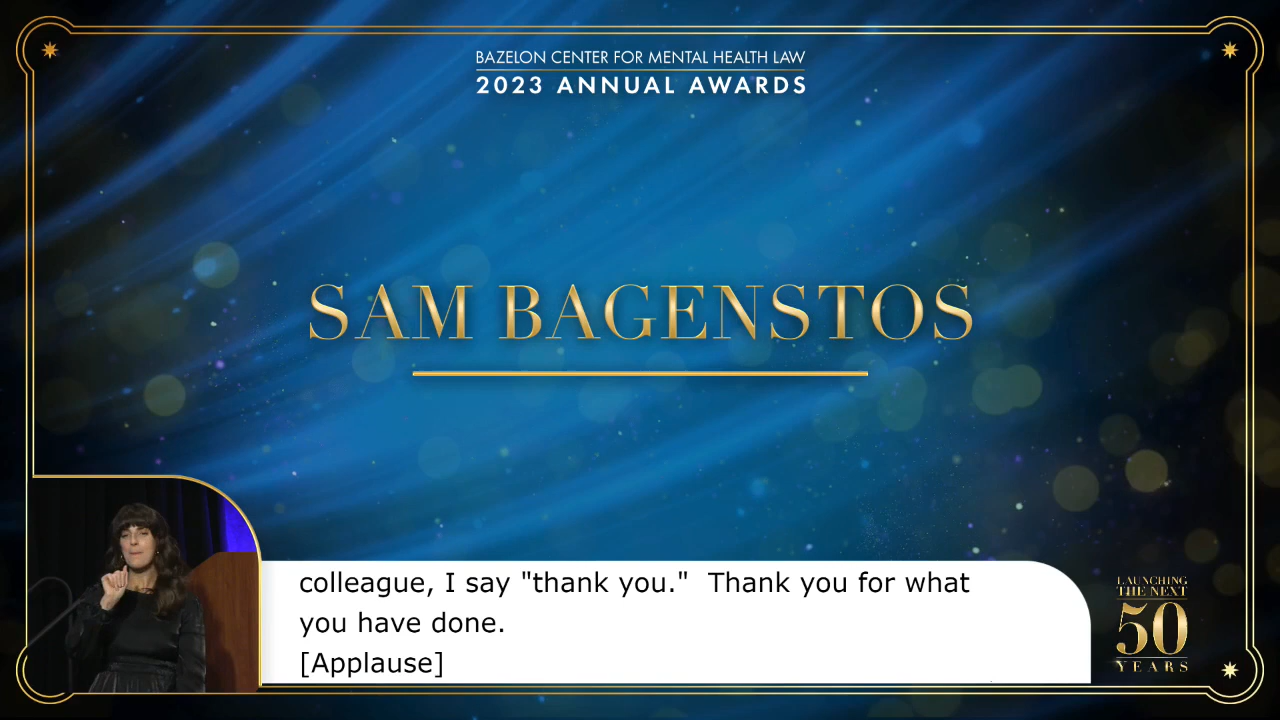 BAZELON CENTER FOR MENTAL HEALTH LAW
2023 ANNUAL AWARDS
SAM BAGENSTOS
colleague, I say "thank you."  Thank you for what
you have done.
[Applause]
LAUNCHING
THE NEXT
50
YEARS